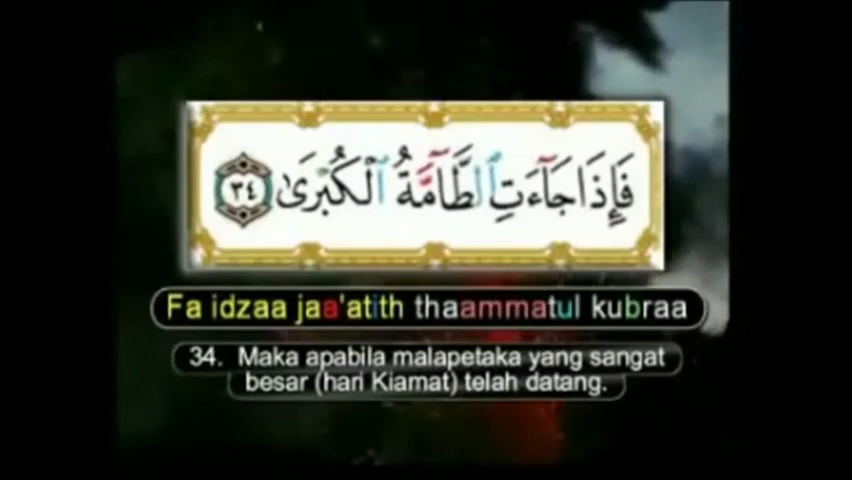 فَإِذَا جَآءَتِ ٱلطَّآمَّةُ ٱلْكُبْرَىٰ ٣٤
Fa idzaa jaa'atith thaammatul kubraa
34. Maka apabila malapetaka yang sangat
besar (hari Kiamat) telah datang.